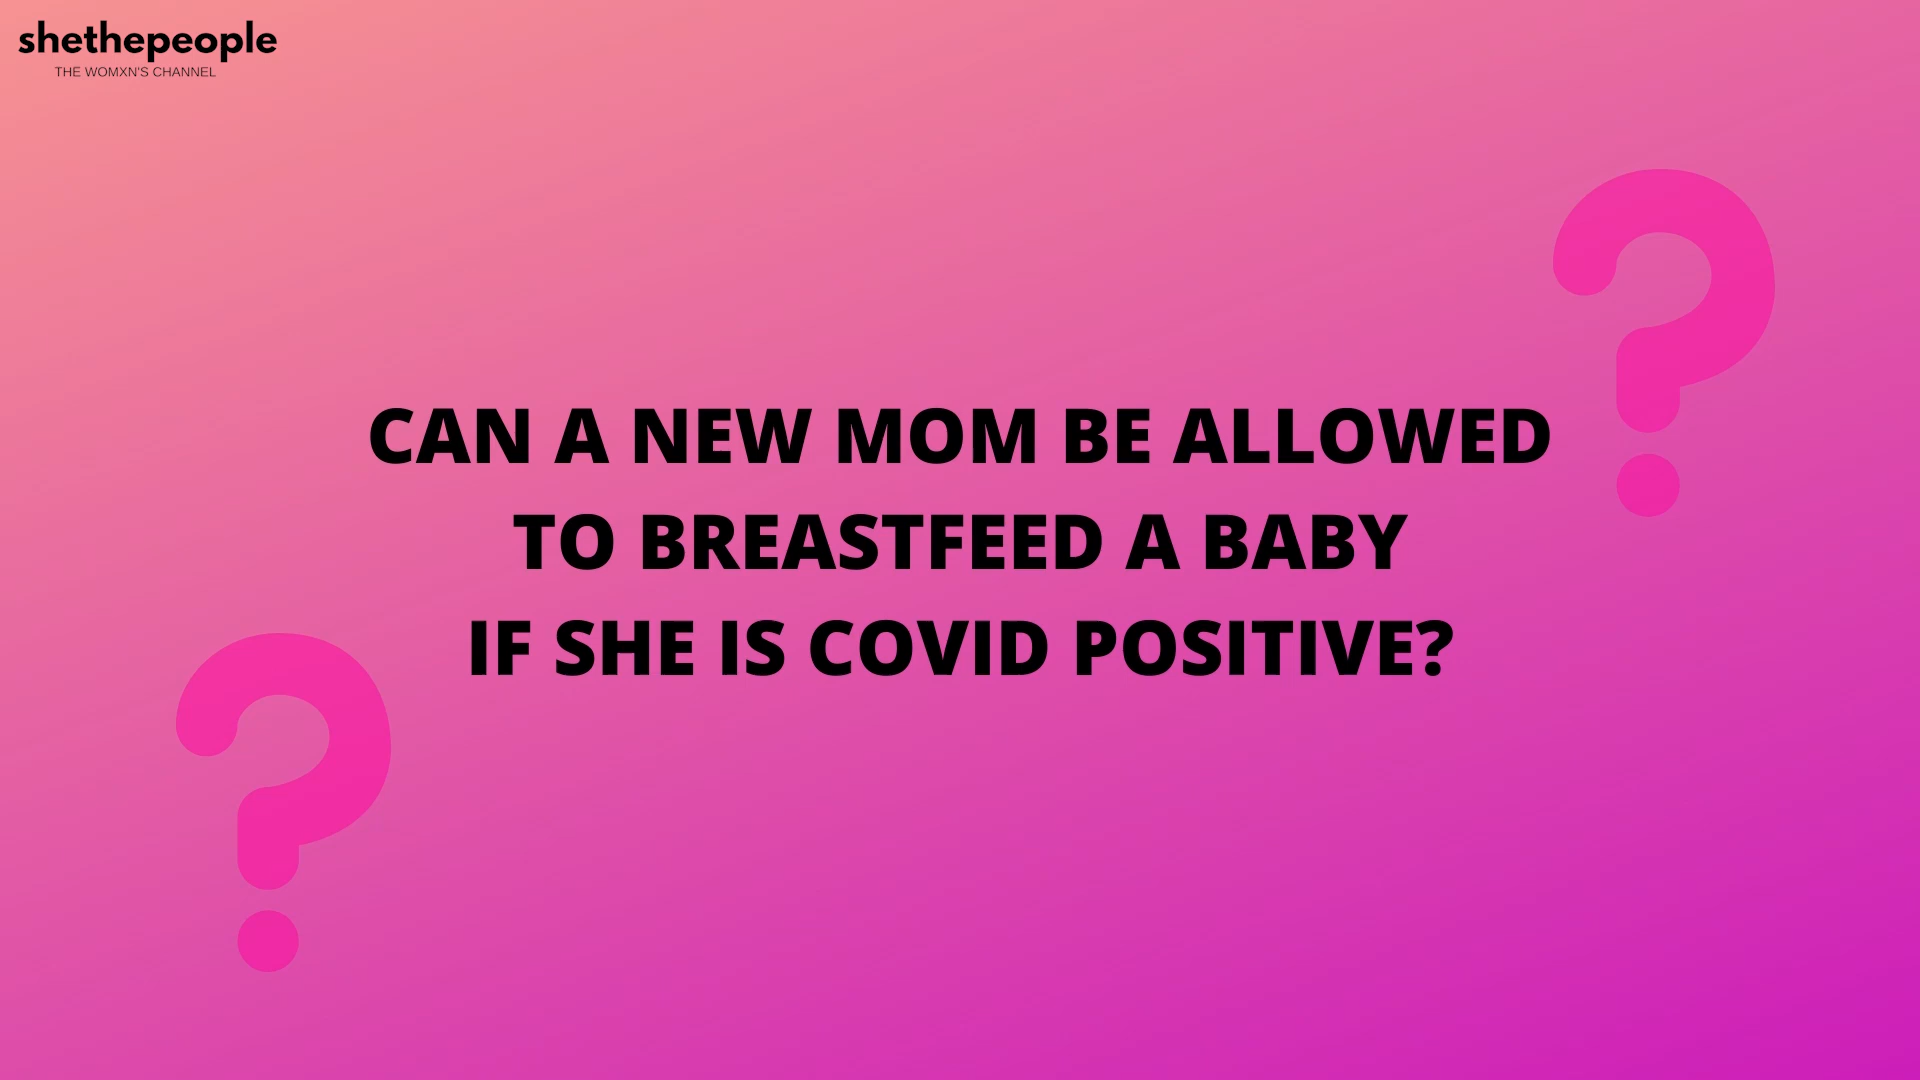 shethepeople
THE WOMXN'S CHANNEL
CAN A NEW MOM BE ALLOWED
TO BREASTFEED A BABY
IF SHE IS COVID POSITIVE?